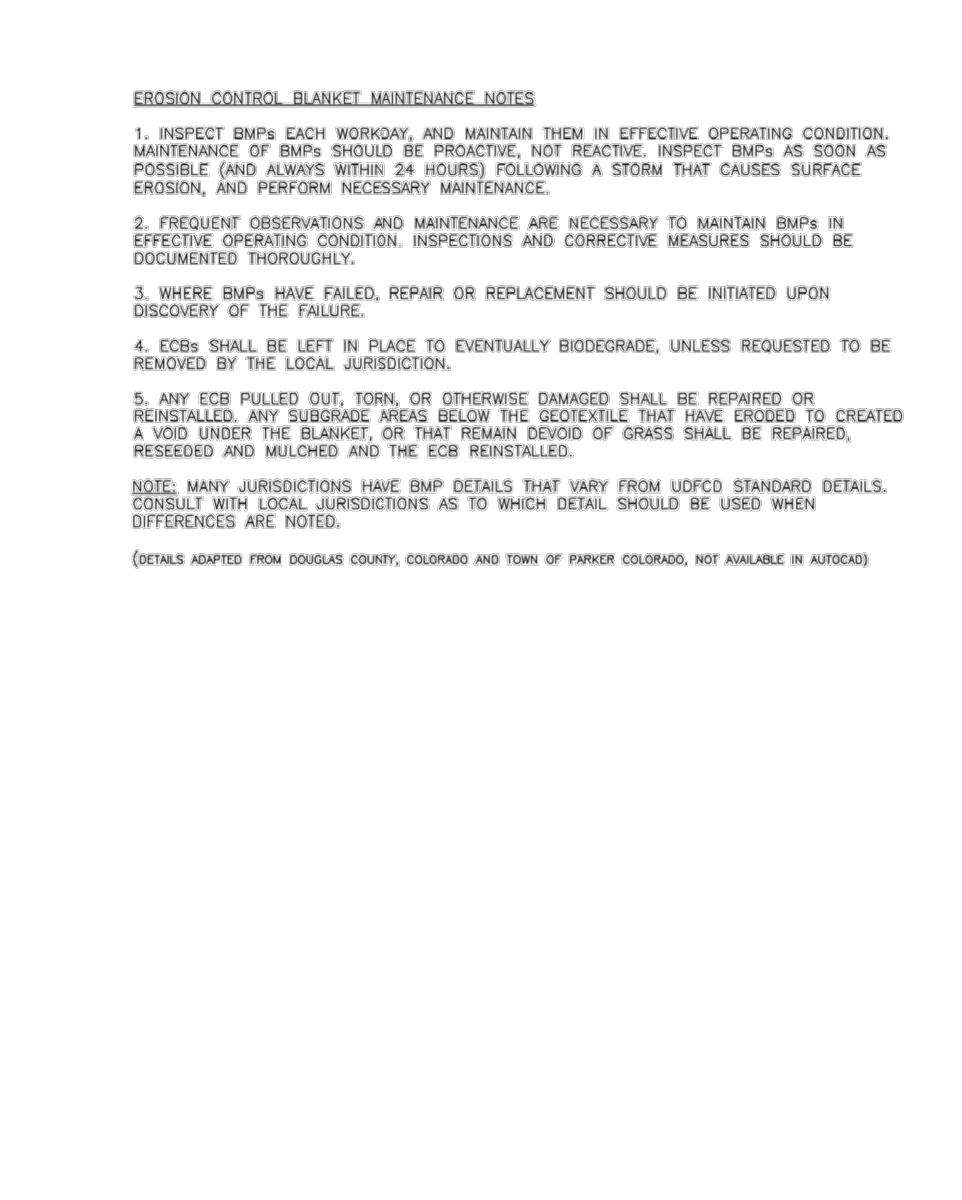 EROSION CONTROL BLANKET MAINTENANCE NOTES
1. INSPECT BMPs EACH WORKDAY, AND MAINTAIN THEM IN EFFECTIVE OPERATING CONDITION.
MAINTENANCE OF BMPs SHOULD BE PROACTIVE, NOT REACTIVE. INSPECT BMPs AS SOON AS
POSSIBLE (AND ALWAYS WITHIN 24 HOURS) FOLLOWING A STORM THAT CAUSES SURFACE
EROSION, AND PERFORM NECESSARY MAINTENANCE.
2. FREQUENT OBSERVATIONS AND MAINTENANCE ARE NECESSARY TO MAINTAIN BMPs IN
EFFECTIVE OPERATING CONDITION. INSPECTIONS AND CORRECTIVE MEASURES SHOULD BE
DOCUMENTED THOROUGHLY.
3. WHERE BMPs HAVE FAILED, REPAIR OR REPLACEMENT SHOULD BE INITIATED UPON
DISCOVERY OF THE FAILURE.
4. ECBs SHALL BE LEFT IN PLACE TO EVENTUALLY BIODEGRADE, UNLESS REQUESTED TO BE
REMOVED BY THE LOCAL JURISDICTION.
5. ANY ECB PULLED OUT, TORN, OR OTHERWISE DAMAGED SHALL BE REPAIRED OR
REINSTALLED. ANY SUBGRADE AREAS BELOW THE GEOTEXTILE THAT HAVE ERODED TO CREATED
A VOID UNDER THE BLANKET, OR THAT REMAIN DEVOID OF GRASS SHALL BE REPAIRED,
RESEEDED AND MULCHED AND THE ECB REINSTALLED.
NOTE: MANY JURISDICTIONS HAVE BMP DETAILS THAT VARY FROM UDFCD STANDARD DETAILS.
CONSULT WITH LOCAL JURISDICTIONS AS TO WHICH DETAIL SHOULD BE USED WHEN
DIFFERENCES ARE NOTED.
(DETAILS ADAPTED FROM DOUGLAS COUNTY, COLORADO AND TOWN OF PARKER COLORADO, NOT AVAILABLE IN AUTOCAD)